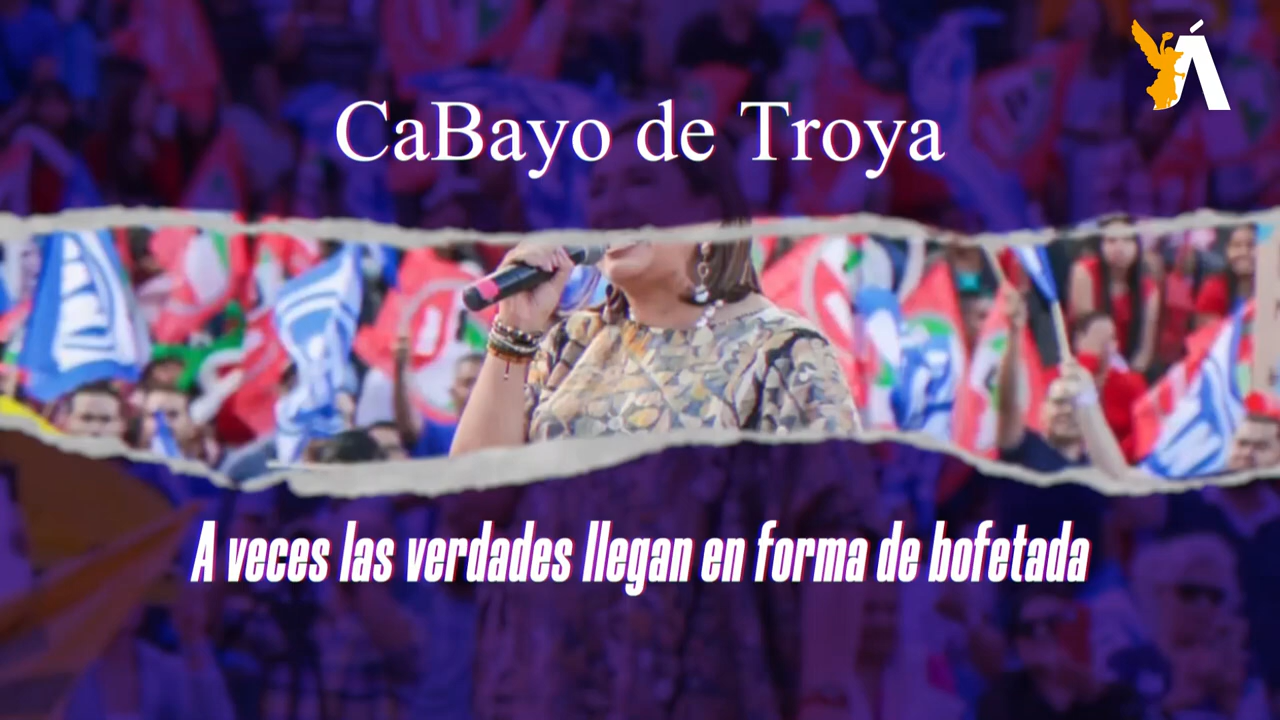 Á
CaBayo de Troya
A veces las verdades llegan en forma de bofetada